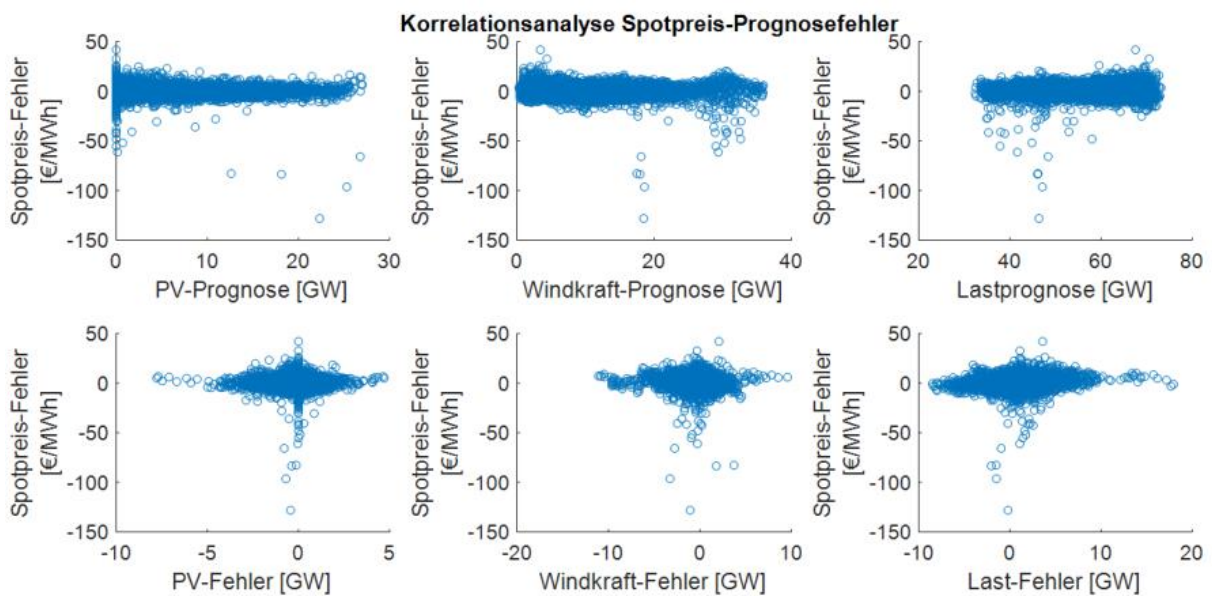 Korrelationsanalyse Spotpreis-Prognosefehler
Spotpreis-Fehler
[€/MWh]
50
0
-50
-100
-150
0
10
20
30
PV-Prognose [GW]
Spotpreis-Fehler
[€/MWh]
50
0
-50
-100
-150
0
20
40
Windkraft-Prognose [GW]
Spotpreis-Fehler
[€/MWh]
50
0
-50
-100
-150
20
40
60
80
Lastprognose [GW]
Spotpreis-Fehler
[€/MWh]
50
0
-50
-100
-150
-10
-5
0
5
PV-Fehler [GW]
Spotpreis-Fehler
[€/MWh]
50
0
-50
-100
-150
-20
-10
0
10
Windkraft-Fehler [GW]
Spotpreis-Fehler
[€/MWh]
50
0
-50
-100
-150
-10
0
10
20
Last-Fehler [GW]